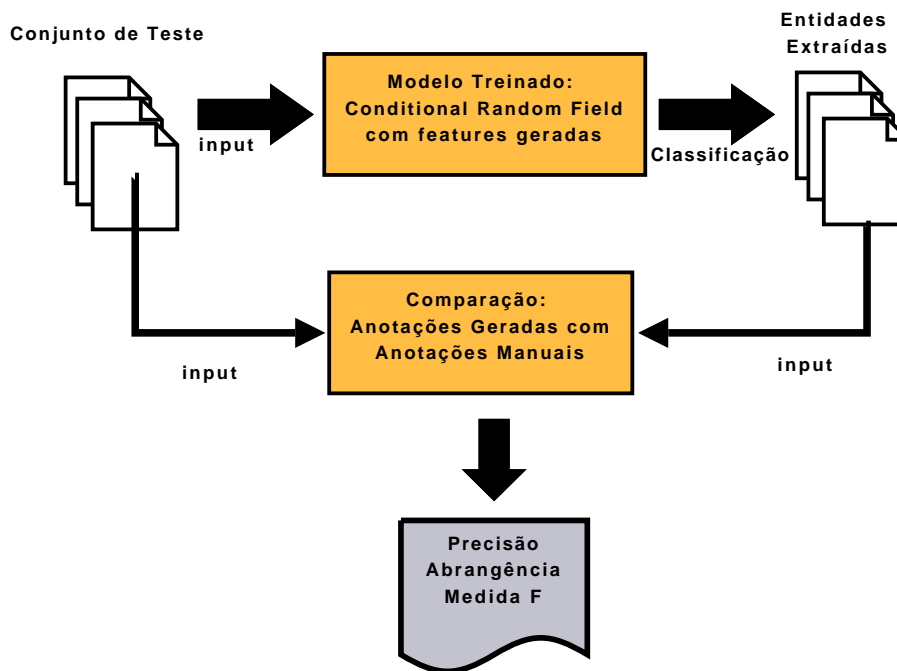 Conjunto de Teste
input
Modelo Treinado:
Conditional Random Field
com features geradas
Classificação
Entidades
Extraídas
input
Comparação:
Anotações Geradas com
Anotações Manuais
input
Precisão
Abrangência
Medida F